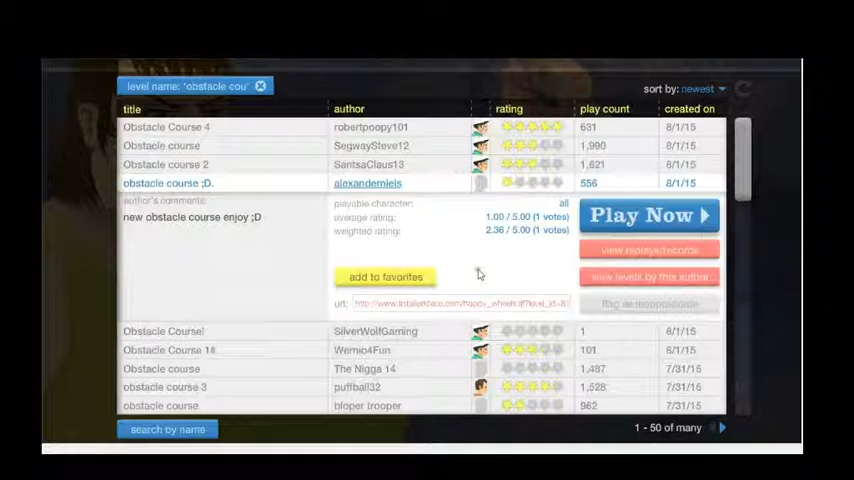 level name: 'obstacle cou'
sort by: newest
title author rating play count created on
Obstacle Course 4 robertpoopy101 631 8/1/15
Obstacle course SegwaySteve12 1,990 8/1/15
Obstacle course 2 SantsaClaus13 1,621 8/1/15
obstacle course ;D. alexanderniels 556 8/1/15
author's comments:
new obstacle course enjoy ;D
playable character: all
average rating: 1.00 / 5.00 (1 votes)
weighted rating: 2.36 / 5.00 (1 votes)
Play Now
view replays/records
add to favorites
view levels by this author
flag as inappropriate
url:
Obstacle Course! SilverWolfGaming 1 8/1/15
Obstacle Course 1# Wemio4Fun 101 8/1/15
Obstacle course The Nigga 14 1,487 7/31/15
obstacle course 3 puffball32 1,528 7/31/15
obstacle course bloper trooper 962 7/31/15
search by name
1 - 50 of many